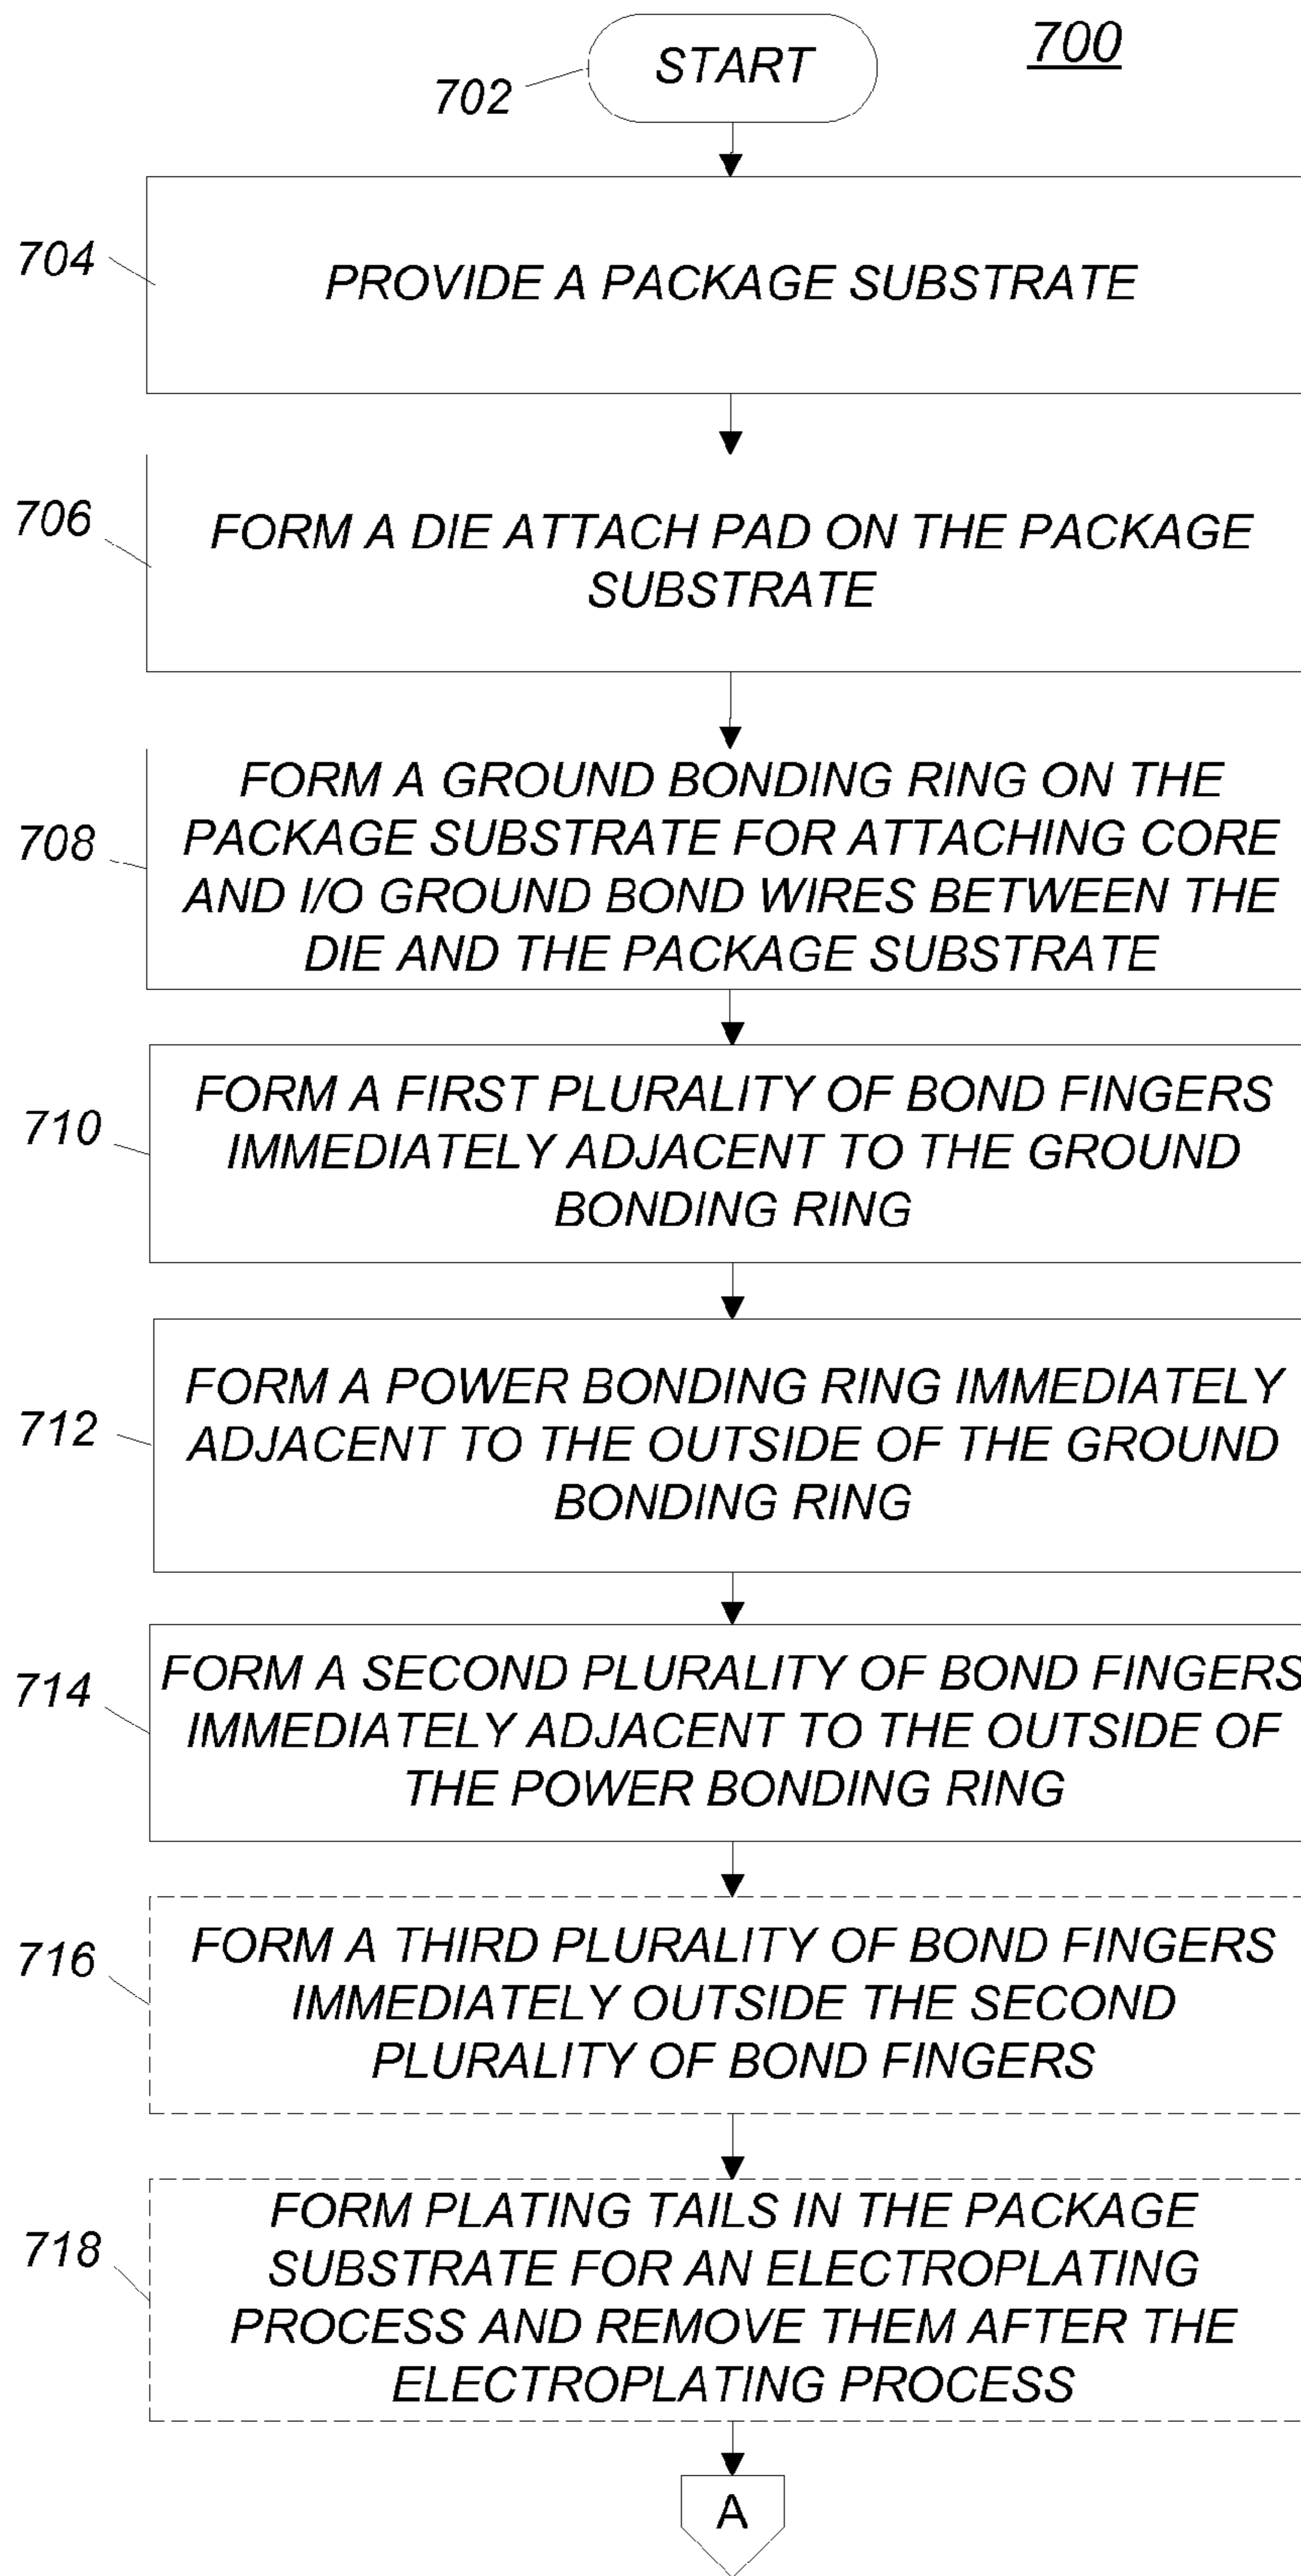 700
START
702
704
PROVIDE A PACKAGE SUBSTRATE
706
FORM A DIE ATTACH PAD ON THE PACKAGE
SUBSTRATE
708
FORM A GROUND BONDING RING ON THE
PACKAGE SUBSTRATE FOR ATTACHING CORE
AND I/O GROUND BOND WIRES BETWEEN THE
DIE AND THE PACKAGE SUBSTRATE
710
FORM A FIRST PLURALITY OF BOND FINGERS
IMMEDIATELY ADJACENT TO THE GROUND
BONDING RING
712
FORM A POWER BONDING RING IMMEDIATELY
ADJACENT TO THE OUTSIDE OF THE GROUND
BONDING RING
714
FORM A SECOND PLURALITY OF BOND FINGERS
IMMEDIATELY ADJACENT TO THE OUTSIDE OF
THE POWER BONDING RING
716
FORM A THIRD PLURALITY OF BOND FINGERS
IMMEDIATELY OUTSIDE THE SECOND
PLURALITY OF BOND FINGERS
718
FORM PLATING TAILS IN THE PACKAGE
SUBSTRATE FOR AN ELECTROPLATING
PROCESS AND REMOVE THEM AFTER THE
ELECTROPLATING PROCESS
A